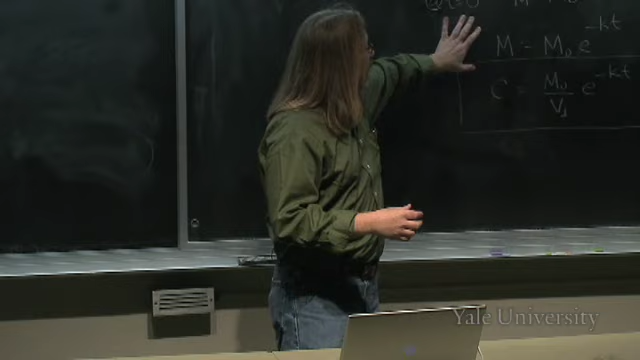 M = M₀e^-kt
C = M₀/V_d e^-kt
Yale University